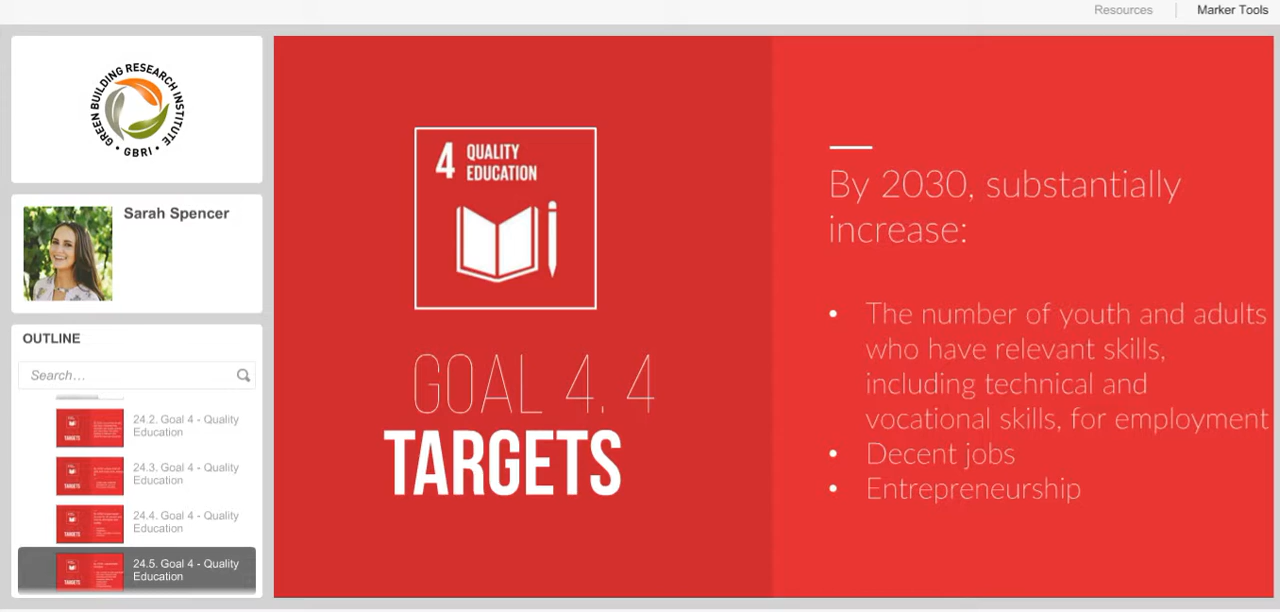 Resources
Marker Tools
GREEN BUILDING RESEARCH INSTITUTE
• GBRI •
Sarah Spencer
OUTLINE
Search...
24.2. Goal 4 - Quality
Education
24.3. Goal 4 - Quality
Education
24.4. Goal 4 - Quality
Education
24.5. Goal 4 - Quality
Education
4 QUALITY
EDUCATION
GOAL 4. 4
TARGETS
By 2030, substantially
increase:
• The number of youth and adults
who have relevant skills,
including technical and
vocational skills, for employment
• Decent jobs
• Entrepreneurship